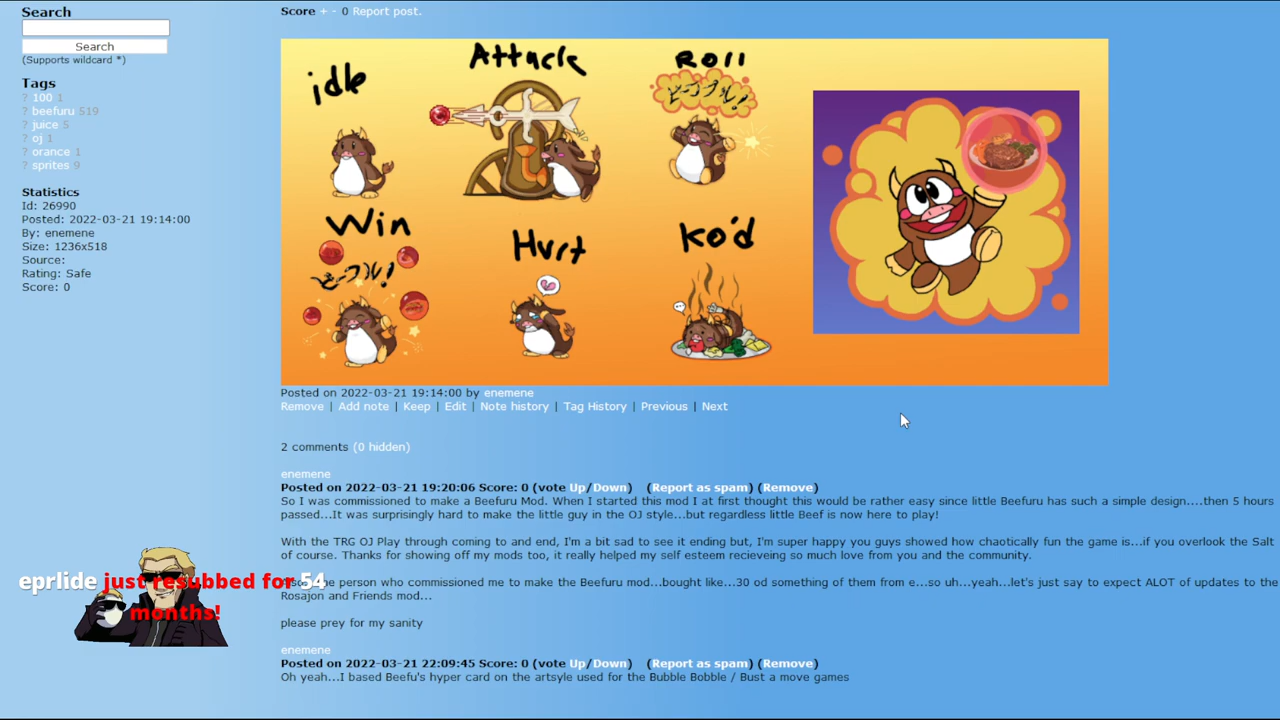 Search
Search
(Supports wildcard *)
Tags
? 100 1
? beefuru 519
? juice 5
? oj 1
? orance 1
? sprites 9
Statistics
Id: 26990
Posted: 2022-03-21 19:14:00
By: enemene
Size: 1236x518
Source:
Rating: Safe
Score: 0
Score + - 0 Report post.
idle
Attack
Roll
ビーフフル!
Win
ビーフル!
Hurt
Ko'd
Posted on 2022-03-21 19:14:00 by enemene
Remove | Add note | Keep | Edit | Note history | Tag History | Previous | Next
2 comments (0 hidden)
enemene
Posted on 2022-03-21 19:20:06 Score: 0 (vote Up/Down) (Report as spam) (Remove)
So I was commissioned to make a Beefuru Mod. When I started this mod I at first thought this would be rather easy since little Beefuru has such a simple design....then 5 hours
passed...It was surprisingly hard to make the little guy in the OJ style...but regardless little Beef is now here to play!
With the TRG OJ Play through coming to and end, I'm a bit sad to see it ending but, I'm super happy you guys showed how chaotically fun the game is...if you overlook the Salt
of course. Thanks for showing off my mods too, it really helped my self esteem recieveing so much love from you and the community.
person who commissioned me to make the Beefuru mod...bought like...30 od something of them from e...so uh...yeah...let's just say to expect ALOT of updates to the
Rosajon and Friends mod...
please prey for my sanity
enemene
Posted on 2022-03-21 22:09:45 Score: 0 (vote Up/Down) (Report as spam) (Remove)
Oh yeah...I based Beefu's hyper card on the artsyle used for the Bubble Bobble / Bust a move games
eprlide just resubbed for 54
months!